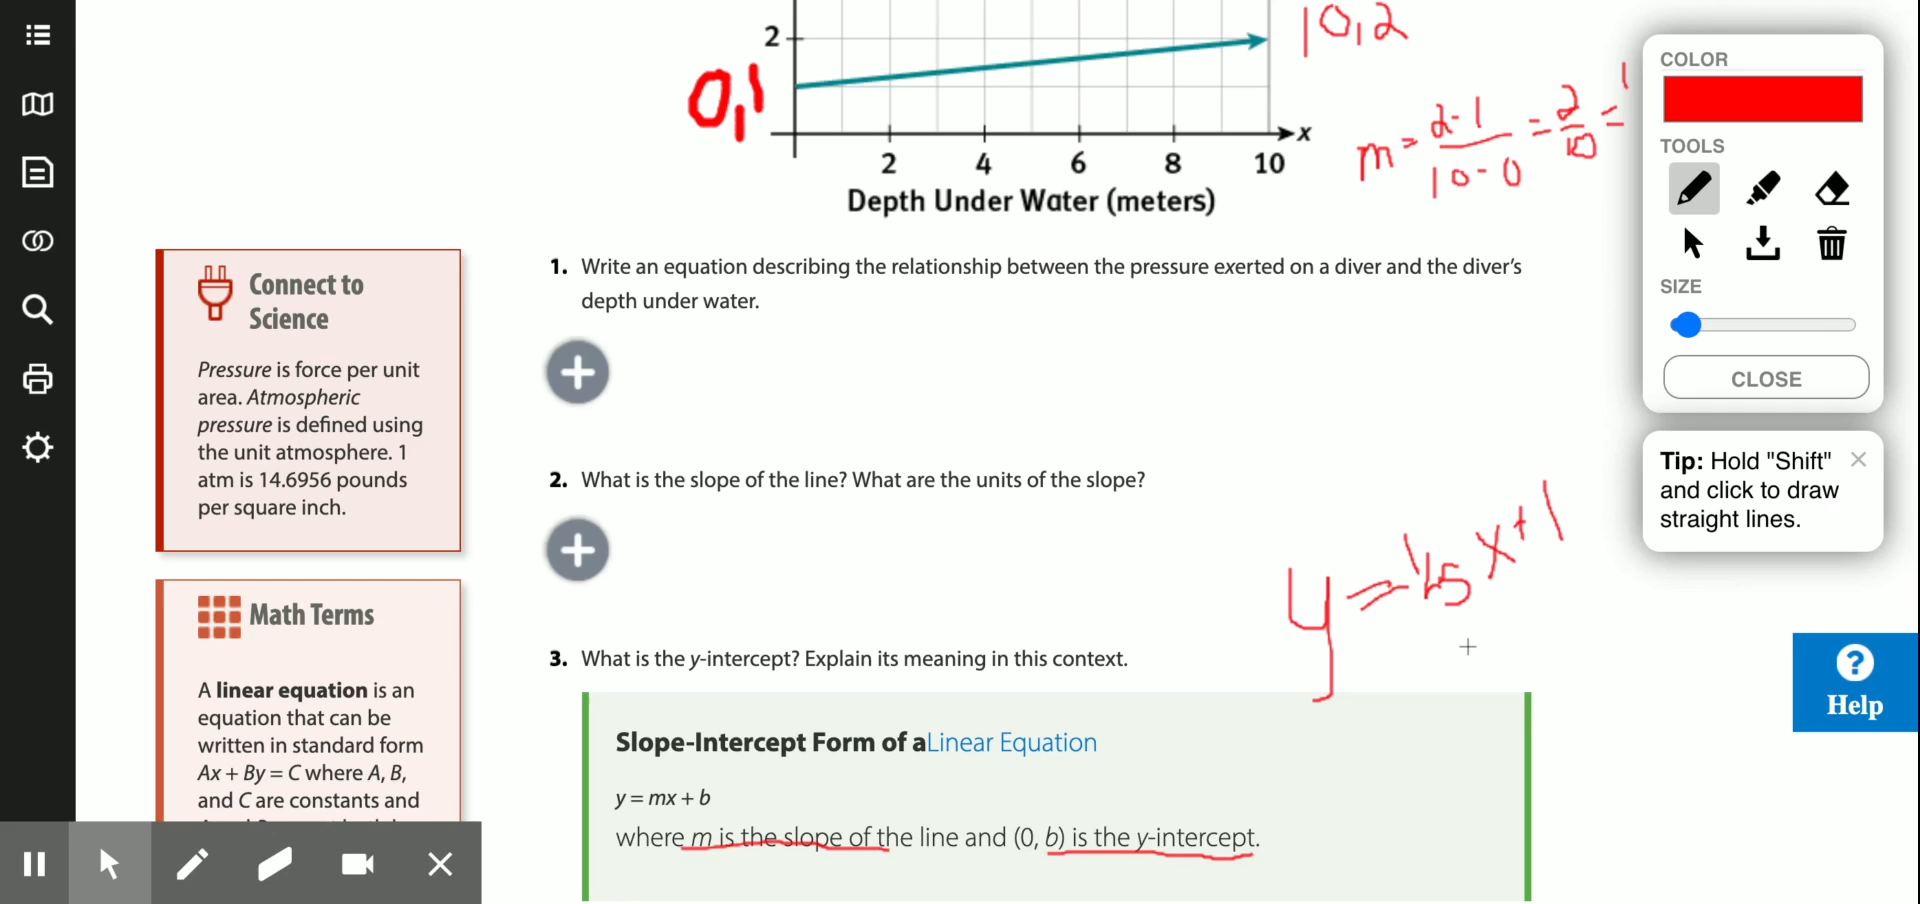 2
10,2
0,1
x
m = 2-1 / 10-0 = 2/10 = 1
2 4 6 8 10
Depth Under Water (meters)
1. Write an equation describing the relationship between the pressure exerted on a diver and the diver’s
depth under water.
2. What is the slope of the line? What are the units of the slope?
y = 1/5 x + 1
3. What is the y-intercept? Explain its meaning in this context.
Slope-Intercept Form of aLinear Equation
y = mx + b
where m is the slope of the line and (0, b) is the y-intercept.
Connect to
Science
Pressure is force per unit
area. Atmospheric
pressure is defined using
the unit atmosphere. 1
atm is 14.6956 pounds
per square inch.
Math Terms
A linear equation is an
equation that can be
written in standard form
Ax + By = C where A, B,
and C are constants and
COLOR
TOOLS
SIZE
CLOSE
Tip: Hold "Shift"
and click to draw
straight lines.
?
Help